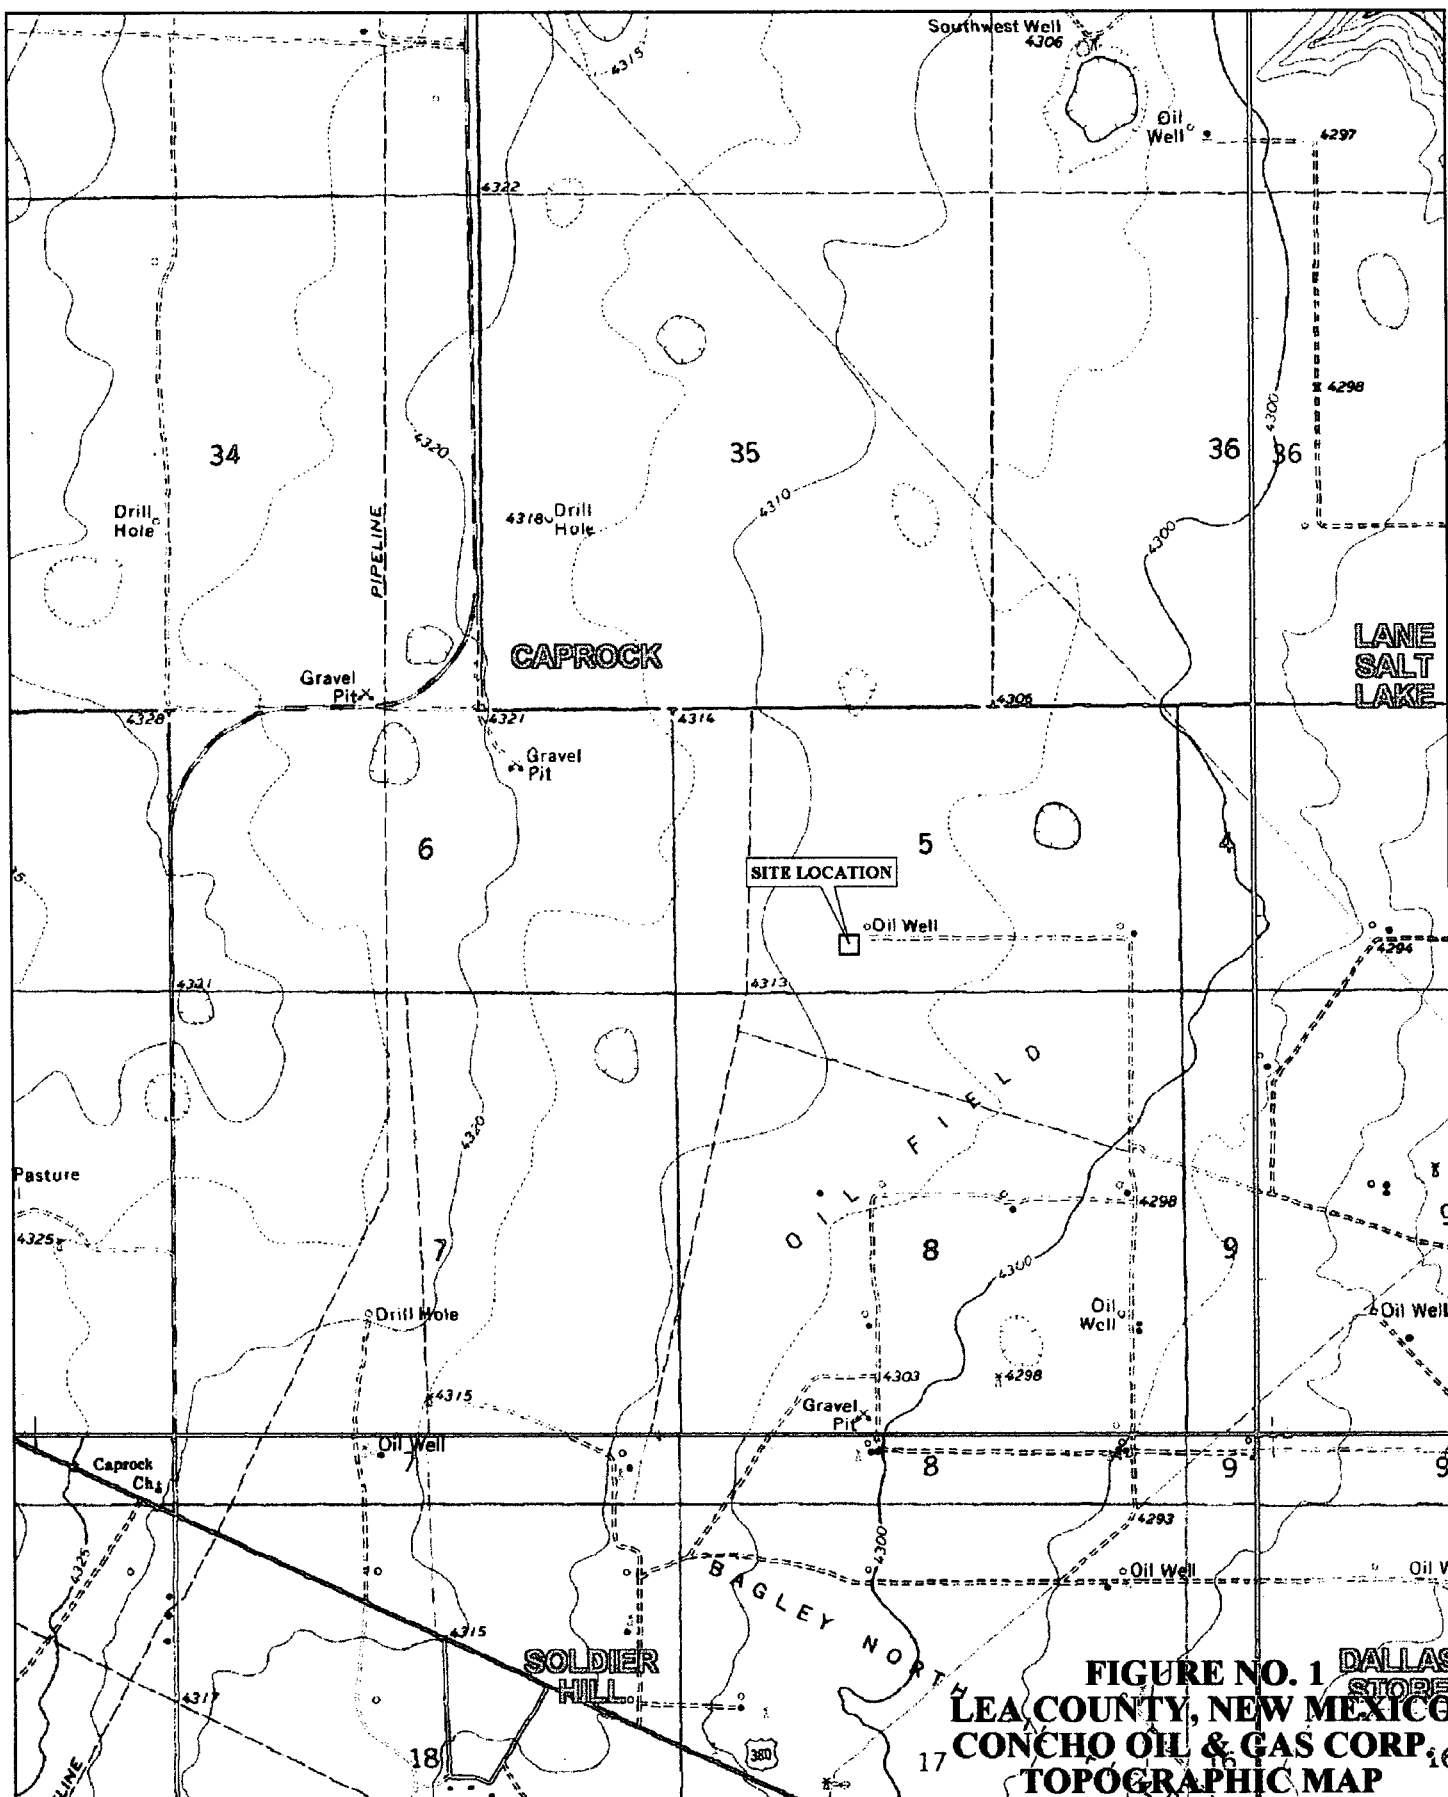 Southwest Well
4306
4315
Oil
Well
4297
4322
4298
4300
4320
34
35
36
36
4310
Drill
Hole
4318
Drill
Hole
PIPELINE
4300
CAPROCK
LANE
SALT
LAKE
Gravel
Pit
4328
4321
4314
4306
Gravel
Pit
6
5
4
SITE LOCATION
Oil Well
4294
4321
4313
OIL FIELD
4320
Pasture
4298
4325
7
8
9
4300
Drill Hole
Oil
Well
Oil Well
4315
4303
4298
Gravel
Pit
Oil Well
7
Caprock
Ch.
8
9
9
4293
4325
4300
Oil Well
Oil W
BAGLEY NORTH
4315
SOLDIER
HILL
4317
FIGURE NO. 1
DALLAS
STORE
LEA COUNTY, NEW MEXICO
CONCHO OIL & GAS CORP.
TOPOGRAPHIC MAP
18
380
17
16
16
LINE